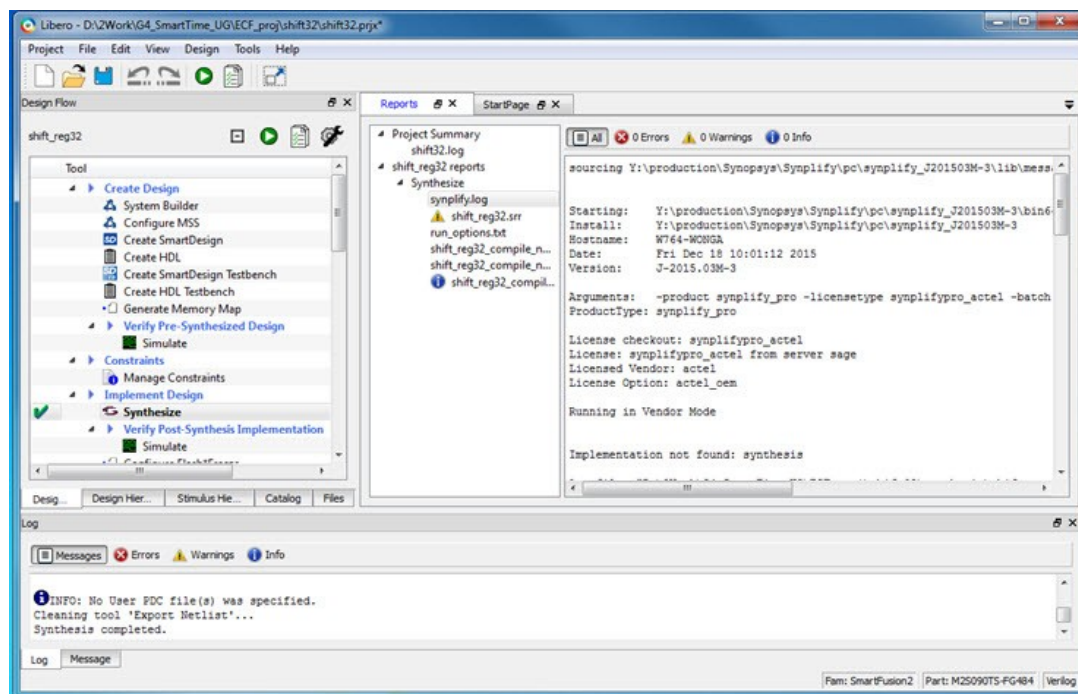 Libero - D:\2Work\G4_SmartTime_UG\ECF_proj\shift32\shift32.prjx*
Project File Edit View Design Tools Help
Design Flow
shift_reg32
Tool
Create Design
System Builder
Configure MSS
Create SmartDesign
Create HDL
Create SmartDesign Testbench
Create HDL Testbench
Generate Memory Map
Verify Pre-Synthesized Design
Simulate
Constraints
Manage Constraints
Implement Design
Synthesize
Verify Post-Synthesis Implementation
Simulate
Desig... Design Hier... Stimulus Hie... Catalog Files
Reports StartPage
Project Summary
shift32.log
shift_reg32 reports
Synthesize
synplify.log
shift_reg32.srr
run_options.txt
shift_reg32_compile_n...
shift_reg32_compile_n...
shift_reg32_compil...
All 0 Errors 0 Warnings 0 Info
sourcing Y:\production\Synopsys\Synplify\pc\synplify_J201503M-3\lib\mess
Starting: Y:\production\Synopsys\Synplify\pc\synplify_J201503M-3\bin6
Install: Y:\production\Synopsys\Synplify\pc\synplify_J201503M-3
Hostname: W764-WONGA
Date: Fri Dec 18 10:01:12 2015
Version: J-2015.03M-3
Arguments: -product synplify_pro -licensetype synplifypro_actel -batch
ProductType: synplify_pro
License checkout: synplifypro_actel
License: synplifypro_actel from server sage
Licensed Vendor: actel
License Option: actel_oem
Running in Vendor Mode
Implementation not found: synthesis
Log
Messages Errors Warnings Info
INFO: No User PDC file(s) was specified.
Cleaning tool 'Export Netlist'...
Synthesis completed.
Log Message
Fam: SmartFusion2 Part: M2S090TS-FG484 Verilog